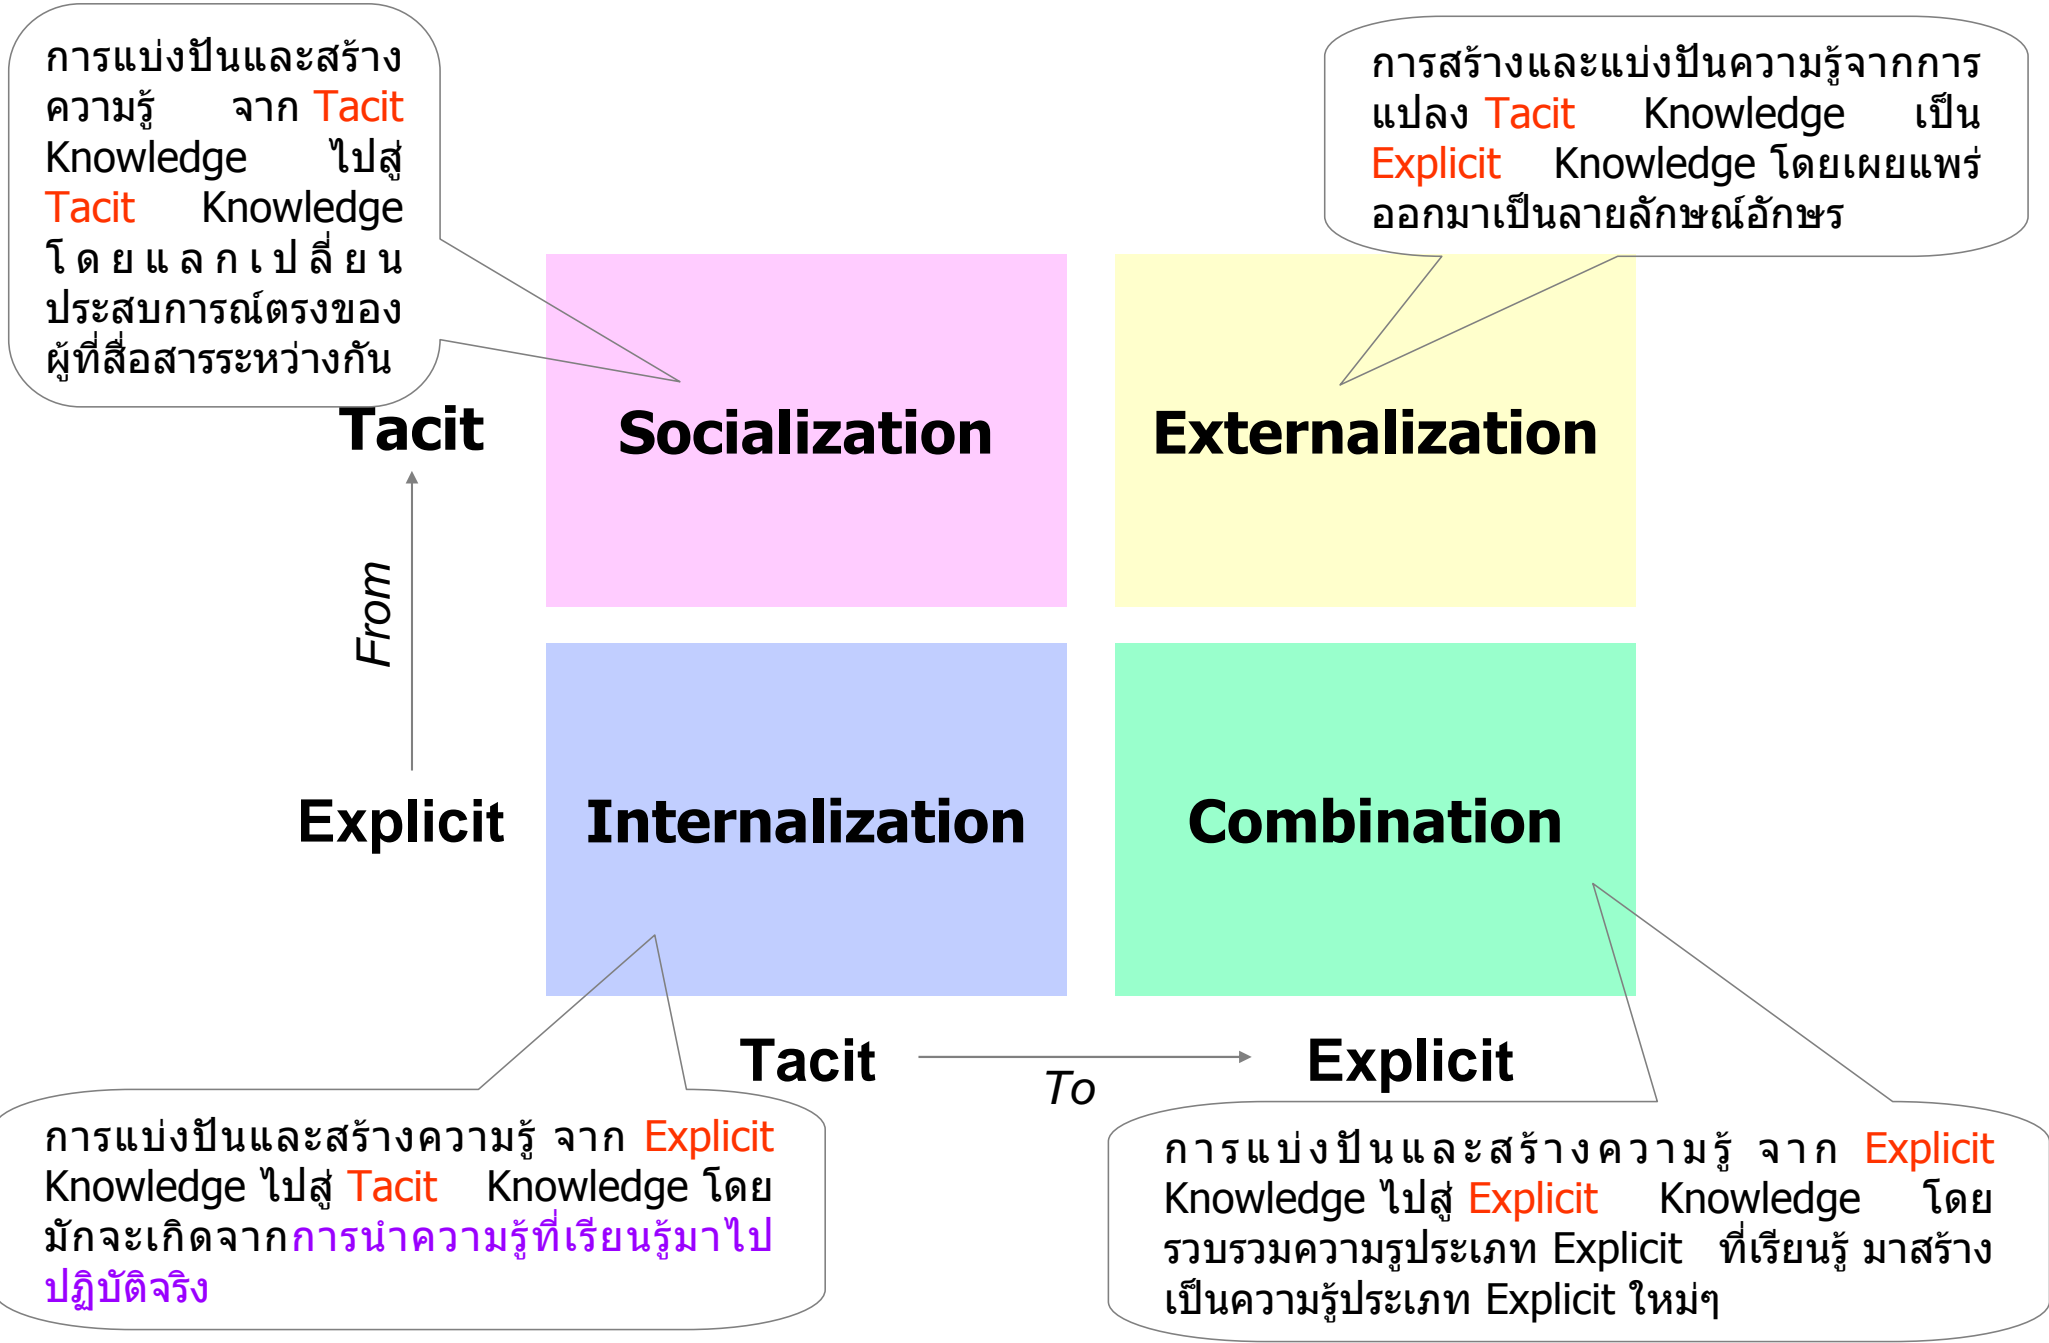 การแบ่งปันและสร้าง
ความรู้ จาก Tacit
Knowledge ไปสู่
Tacit Knowledge
โดยแลกเปลี่ยน
ประสบการณ์ตรงของ
ผู้ที่สื่อสารระหว่างกัน
การสร้างและแบ่งปันความรู้จากการ
แปลง Tacit Knowledge เป็น
Explicit Knowledge โดยเผยแพร่
ออกมาเป็นลายลักษณ์อักษร
Tacit
Socialization
Externalization
From
Explicit
Internalization
Combination
Tacit
To
Explicit
การแบ่งปันและสร้างความรู้ จาก Explicit
Knowledge ไปสู่ Tacit Knowledge โดย
มักจะเกิดจากการนำความรู้ที่เรียนรู้มาไป
ปฏิบัติจริง
การแบ่งปันและสร้างความรู้ จาก Explicit
Knowledge ไปสู่ Explicit Knowledge โดย
รวบรวมความรูประเภท Explicit ที่เรียนรู้ มาสร้าง
เป็นความรู้ประเภท Explicit ใหม่ๆ